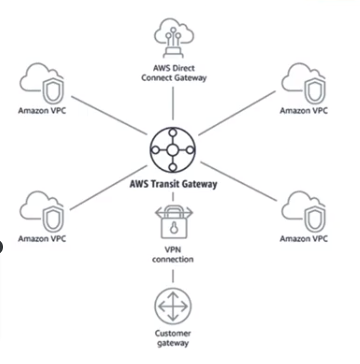 AWS Direct
Connect Gateway
Amazon VPC
Amazon VPC
AWS Transit Gateway
Amazon VPC
Amazon VPC
VPN
connection
Customer
gateway